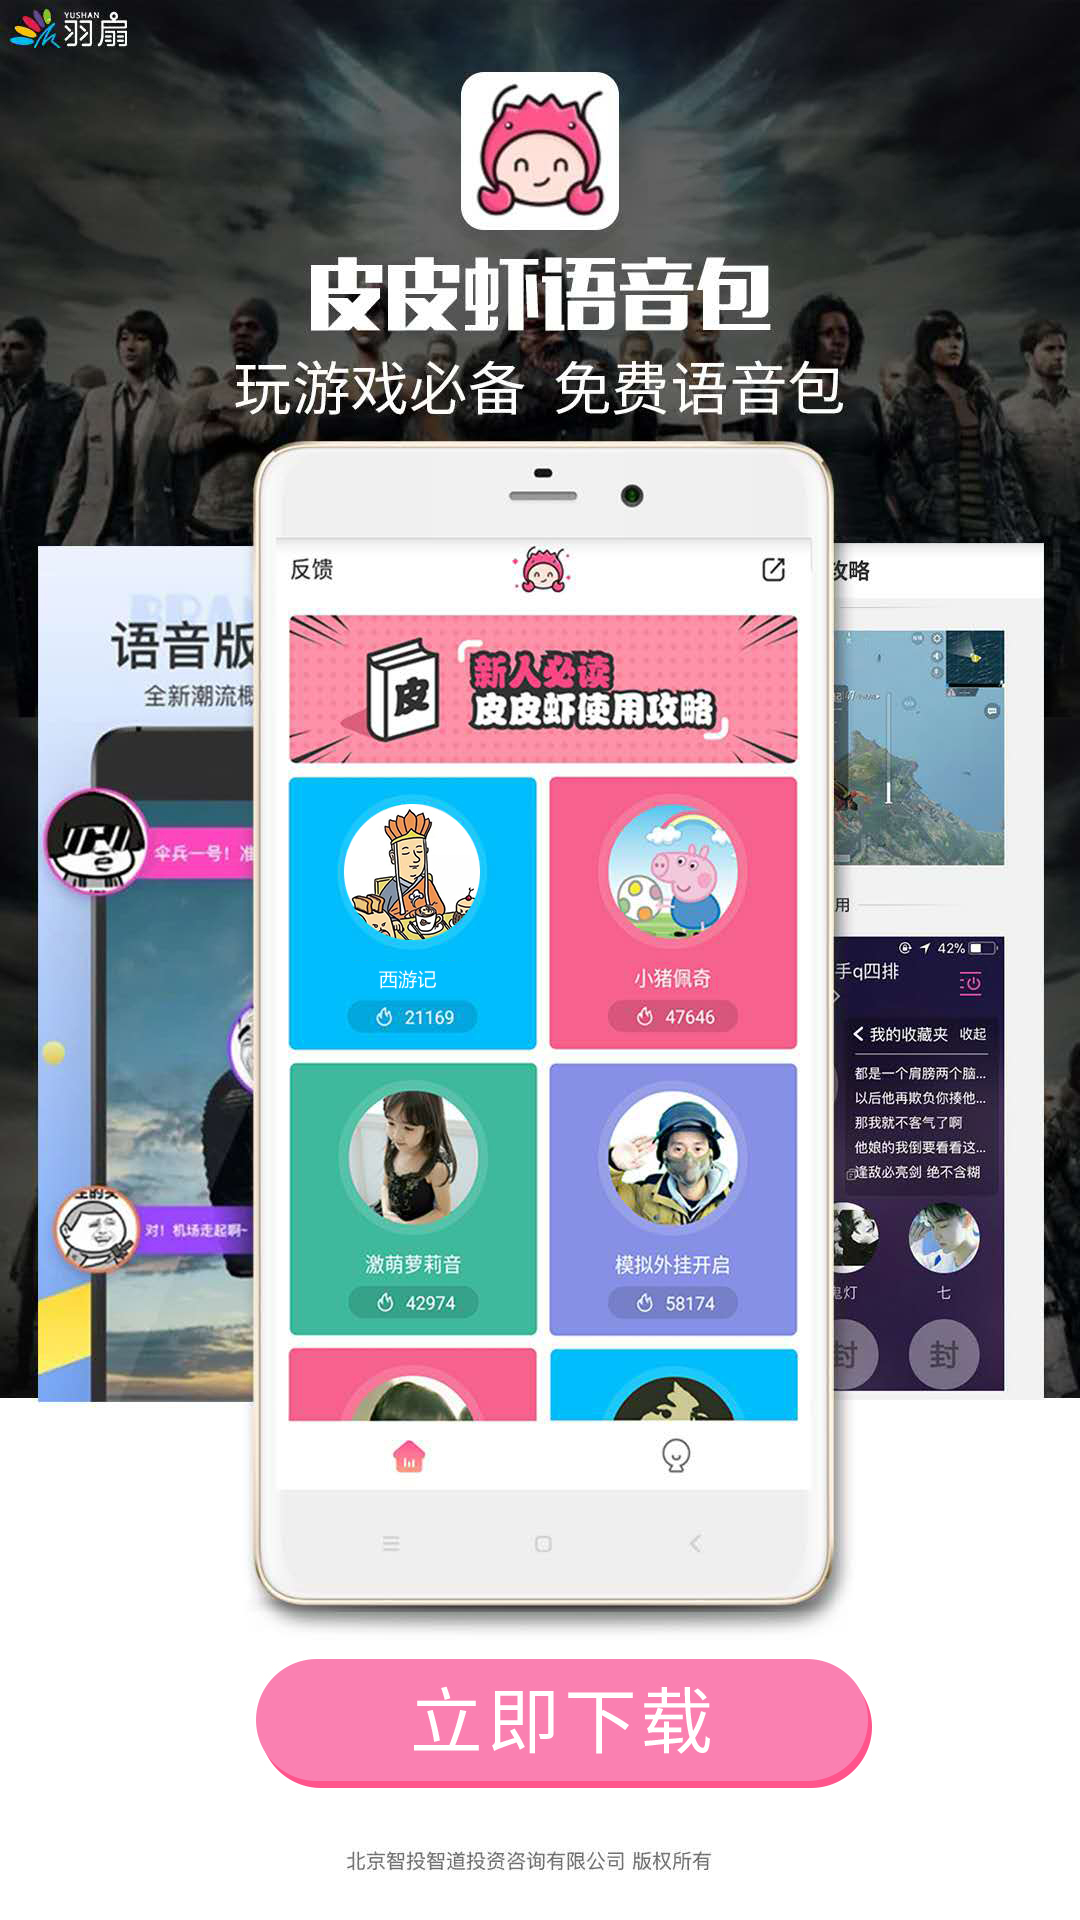 YUSHAN
羽扇
皮皮虾语音包
玩游戏必备 免费语音包
反馈
新人必读
皮皮虾使用攻略
皮
西游记
21169
小猪佩奇
47646
激萌萝莉音
42974
模拟外挂开启
58174
BRA
语音版
全新潮流概
伞兵一号！准
对！机场走起啊~
攻略
用
42%
手q四排
我的收藏夹 收起
都是一个肩膀两个脑...
以后他再欺负你揍他...
那我就不客气了啊
他娘的我倒要看看这...
逢敌必亮剑 绝不含糊
鬼灯
七
封
封
立即下载
北京智投智道投资咨询有限公司 版权所有